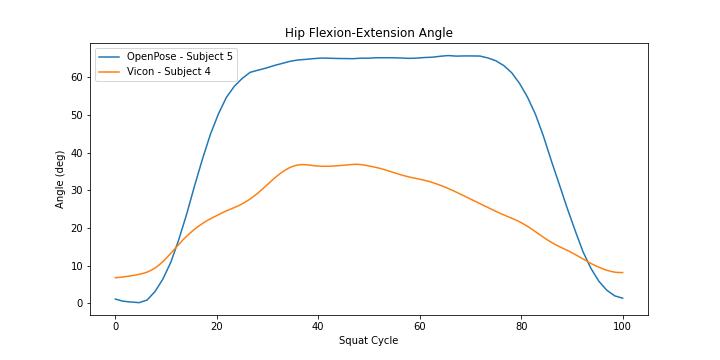 Hip Flexion-Extension Angle
OpenPose - Subject 5
Vicon - Subject 4
Angle (deg)
60
50
40
30
20
10
0
0 20 40 60 80 100
Squat Cycle